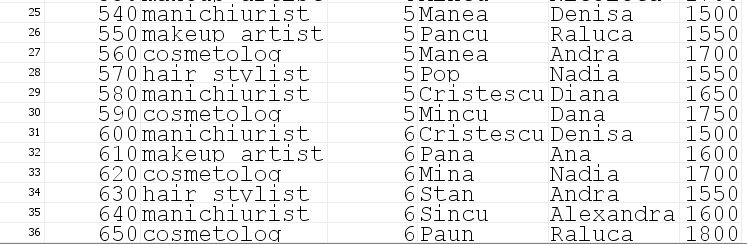 25 540 manichiurist 5 Manea Denisa 1500
26 550 makeup artist 5 Pancu Raluca 1550
27 560 cosmetolog 5 Manea Andra 1700
28 570 hair stylist 5 Pop Nadia 1550
29 580 manichiurist 5 Cristescu Diana 1650
30 590 cosmetolog 5 Mincu Dana 1750
31 600 manichiurist 6 Cristescu Denisa 1500
32 610 makeup artist 6 Pana Ana 1600
33 620 cosmetolog 6 Mina Nadia 1700
34 630 hair stylist 6 Stan Andra 1550
35 640 manichiurist 6 Sincu Alexandra 1600
36 650 cosmetolog 6 Paun Raluca 1800